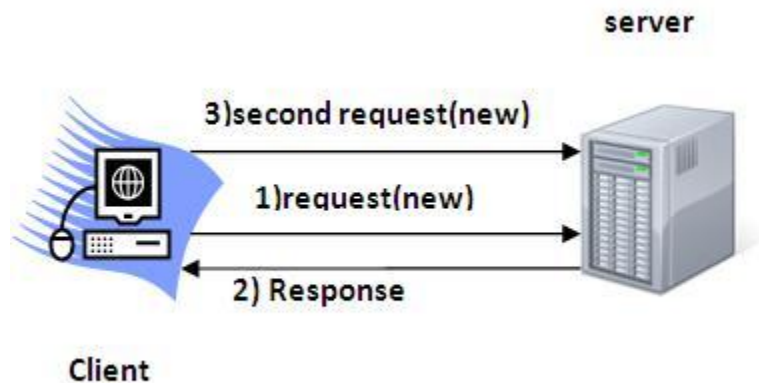 server
3)second request(new)
1)request(new)
2) Response
Client